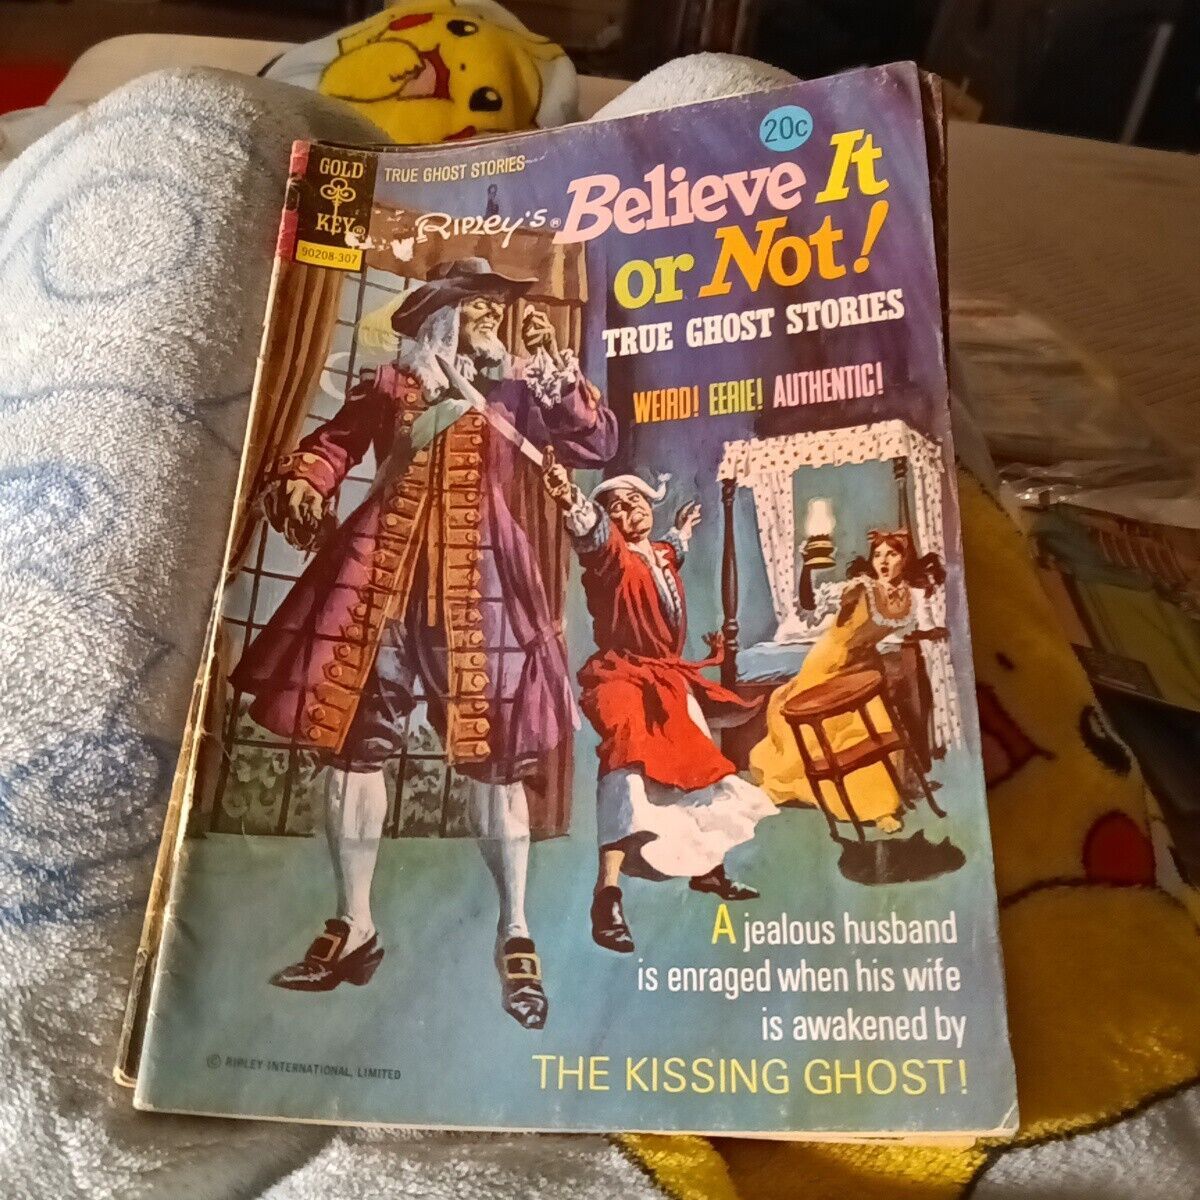 GOLD
KEY®
90208-307
TRUE GHOST STORIES
20¢
RIPLEY'S® Believe It
or Not!
TRUE GHOST STORIES
WEIRD! EERIE! AUTHENTIC!
A jealous husband
is enraged when his wife
is awakened by
THE KISSING GHOST!
© RIPLEY INTERNATIONAL, LIMITED